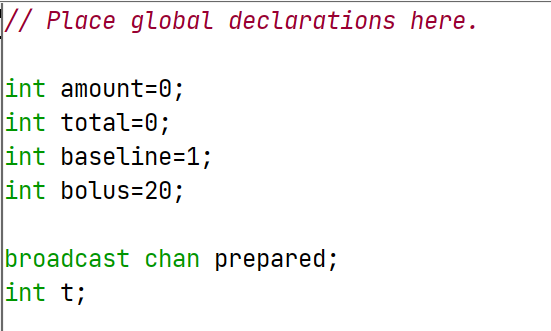 // Place global declarations here.
int amount=0;
int total=0;
int baseline=1;
int bolus=20;
broadcast chan prepared;
int t;